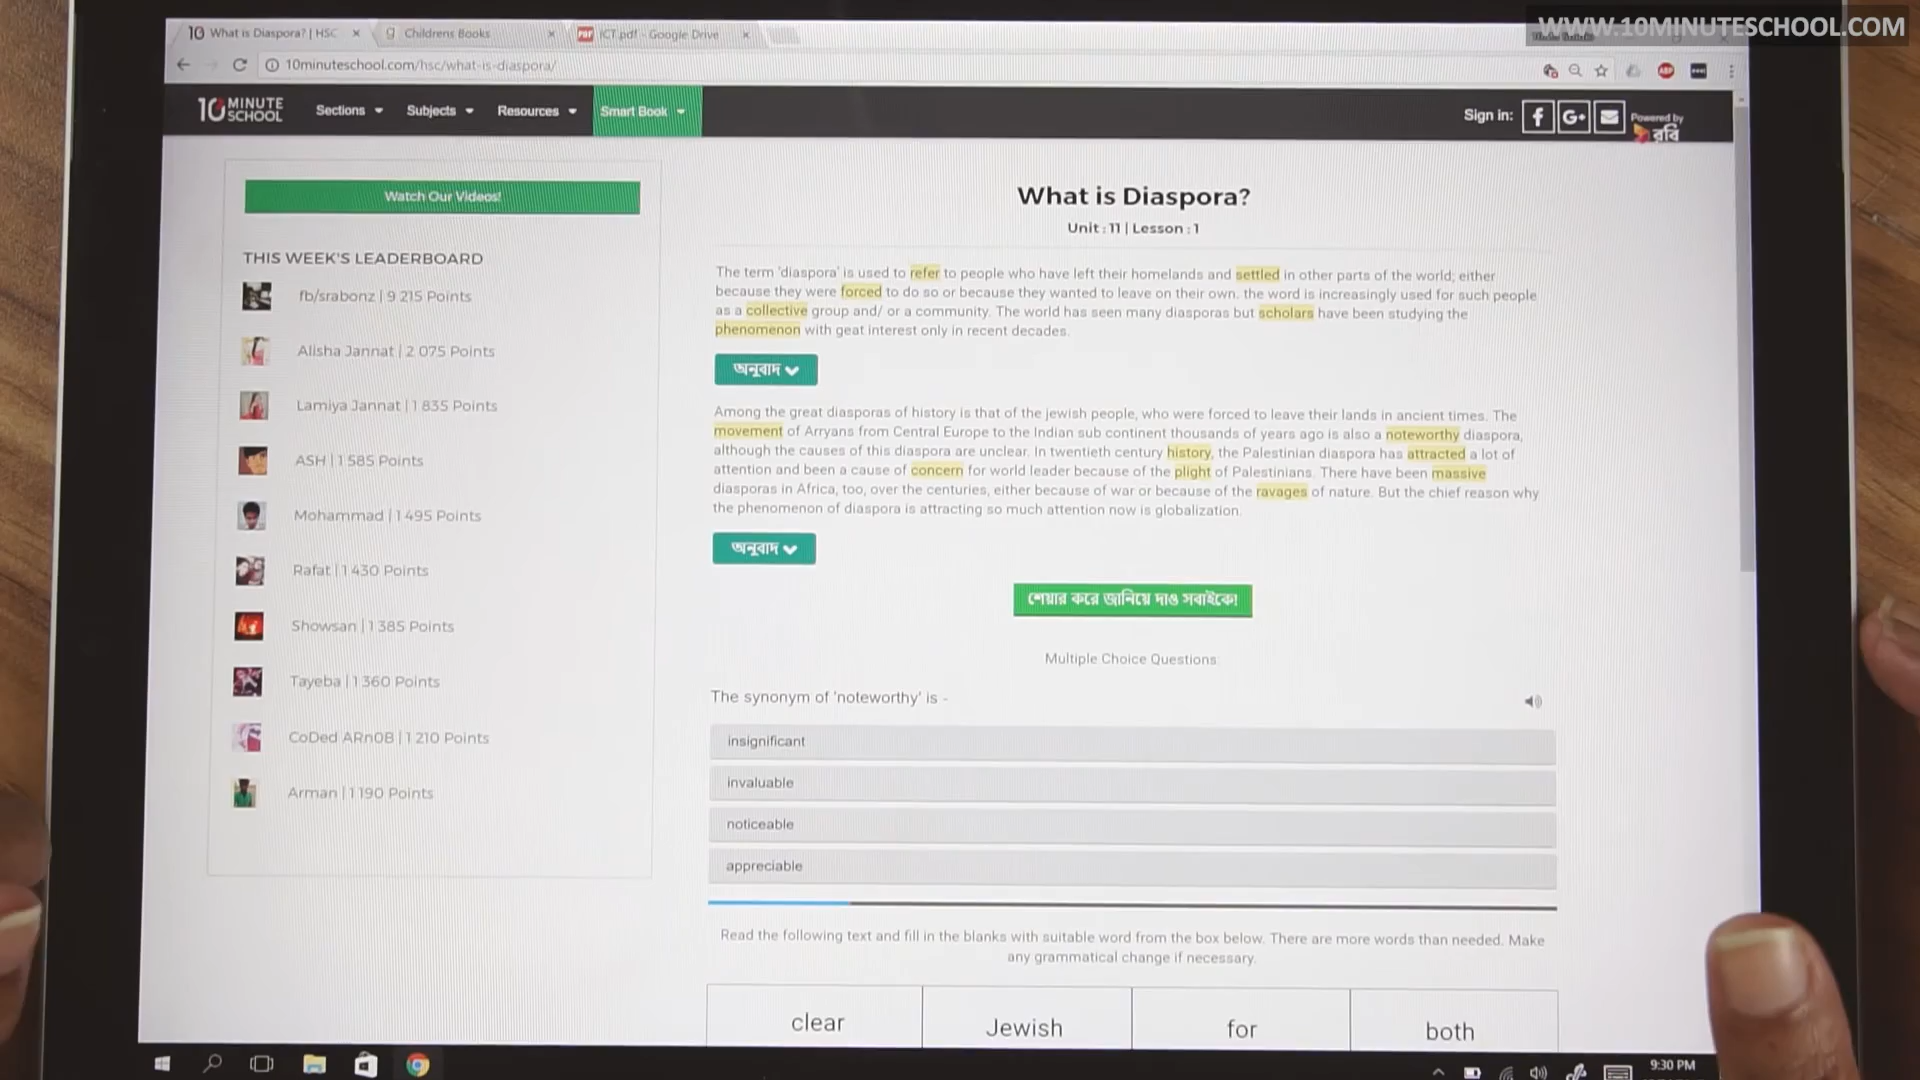 WWW.10MINUTESCHOOL.COM
What is Diaspora? | HSC
Childrens Books
ICT.pdf - Google Drive
10minuteschool.com/hsc/what-is-diaspora/
10 MINUTE SCHOOL
Sections
Subjects
Resources
Smart Book
Sign in:
Powered by
রবি
Watch Our Videos!
THIS WEEK'S LEADERBOARD
fb/srabonz | 9 215 Points
Alisha Jannat | 2 075 Points
Lamiya Jannat | 1 835 Points
ASH | 1 585 Points
Mohammad | 1 495 Points
Rafat | 1 430 Points
Showsan | 1 385 Points
Tayeba | 1 360 Points
CoDed ARnOB | 1 210 Points
Arman | 1 190 Points
What is Diaspora?
Unit : 11 | Lesson : 1
The term 'diaspora' is used to refer to people who have left their homelands and settled in other parts of the world; either
because they were forced to do so or because they wanted to leave on their own. the word is increasingly used for such people
as a collective group and/ or a community. The world has seen many diasporas but scholars have been studying the
phenomenon with geat interest only in recent decades.
অনুবাদ
Among the great diasporas of history is that of the jewish people, who were forced to leave their lands in ancient times. The
movement of Arryans from Central Europe to the Indian sub continent thousands of years ago is also a noteworthy diaspora,
although the causes of this diaspora are unclear. In twentieth century history, the Palestinian diaspora has attracted a lot of
attention and been a cause of concern for world leader because of the plight of Palestinians. There have been massive
diasporas in Africa, too, over the centuries, either because of war or because of the ravages of nature. But the chief reason why
the phenomenon of diaspora is attracting so much attention now is globalization.
অনুবাদ
শেয়ার করে জানিয়ে দাও সবাইকে!
Multiple Choice Questions
The synonym of 'noteworthy' is -
insignificant
invaluable
noticeable
appreciable
Read the following text and fill in the blanks with suitable word from the box below. There are more words than needed. Make
any grammatical change if necessary.
clear
Jewish
for
both
9:30 PM